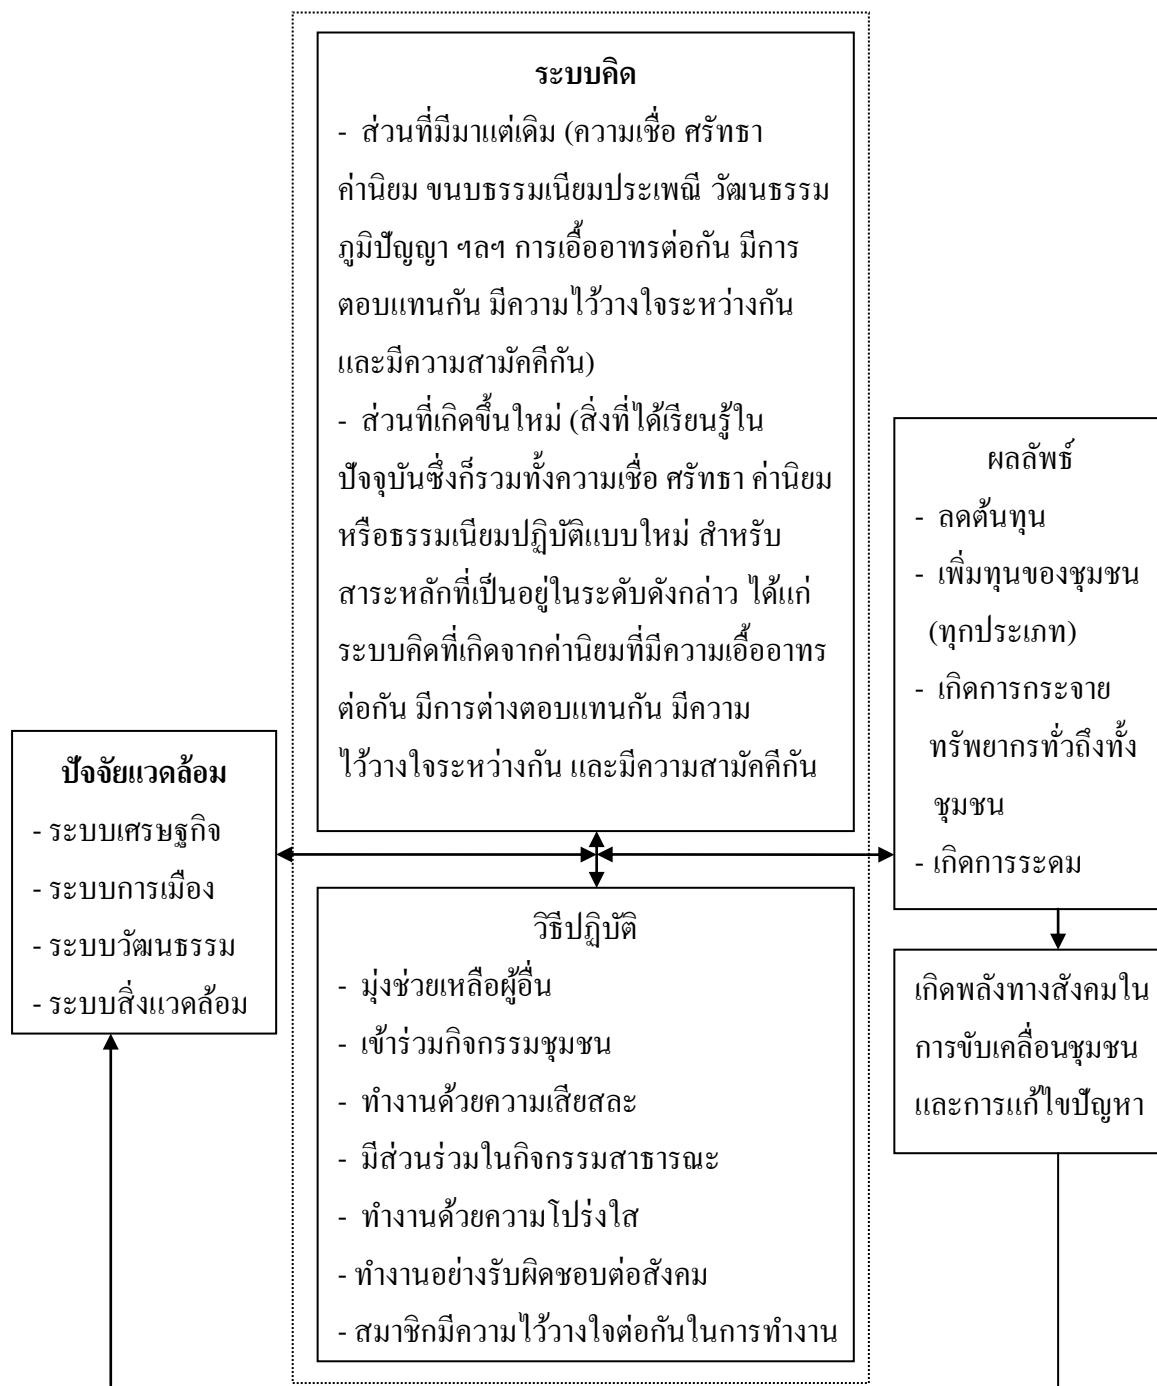 ระบบคิด
- ส่วนที่มีมาแต่เดิม (ความเชื่อ ศรัทธา
ค่านิยม ขนบธรรมเนียมประเพณี วัฒนธรรม
ภูมิปัญญา ฯลฯ การเอื้ออาทรต่อกัน มีการ
ตอบแทนกัน มีความไว้วางใจระหว่างกัน
และมีความสามัคคีกัน)
- ส่วนที่เกิดขึ้นใหม่ (สิ่งที่ได้เรียนรู้ใน
ปัจจุบันซึ่งก็รวมทั้งความเชื่อ ศรัทธา ค่านิยม
หรือธรรมเนียมปฏิบัติแบบใหม่ สำหรับ
สาระหลักที่เป็นอยู่ในระดับดังกล่าว ได้แก่
ระบบคิดที่เกิดจากค่านิยมที่มีความเอื้ออาทร
ต่อกัน มีการต่างตอบแทนกัน มีความ
ไว้วางใจระหว่างกัน และมีความสามัคคีกัน
ปัจจัยแวดล้อม
- ระบบเศรษฐกิจ
- ระบบการเมือง
- ระบบวัฒนธรรม
- ระบบสิ่งแวดล้อม
วิธีปฏิบัติ
- มุ่งช่วยเหลือผู้อื่น
- เข้าร่วมกิจกรรมชุมชน
- ทำงานด้วยความเสียสละ
- มีส่วนร่วมในกิจกรรมสาธารณะ
- ทำงานด้วยความโปร่งใส
- ทำงานอย่างรับผิดชอบต่อสังคม
- สมาชิกมีความไว้วางใจต่อกันในการทำงาน
ผลลัพธ์
- ลดต้นทุน
- เพิ่มทุนของชุมชน
(ทุกประเภท)
- เกิดการกระจาย
ทรัพยากรทั่วถึงทั้ง
ชุมชน
- เกิดการระดม
เกิดพลังทางสังคมใน
การขับเคลื่อนชุมชน
และการแก้ไขปัญหา